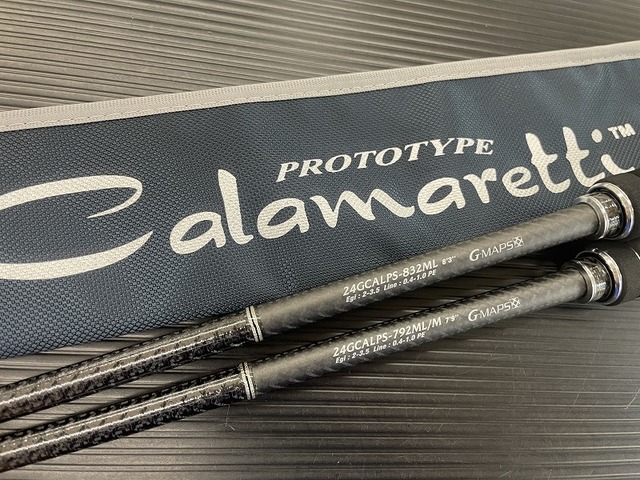 PROTOTYPE
Calamaretti™
24GCALPS-832ML 8'3"
Egi : 2-3.5 Line : 0.4-1.0 PE
G-MAPS
24GCALPS-792ML/M 7'9"
Egi : 2-3.5 Line : 0.4-1.0 PE
G-MAPS